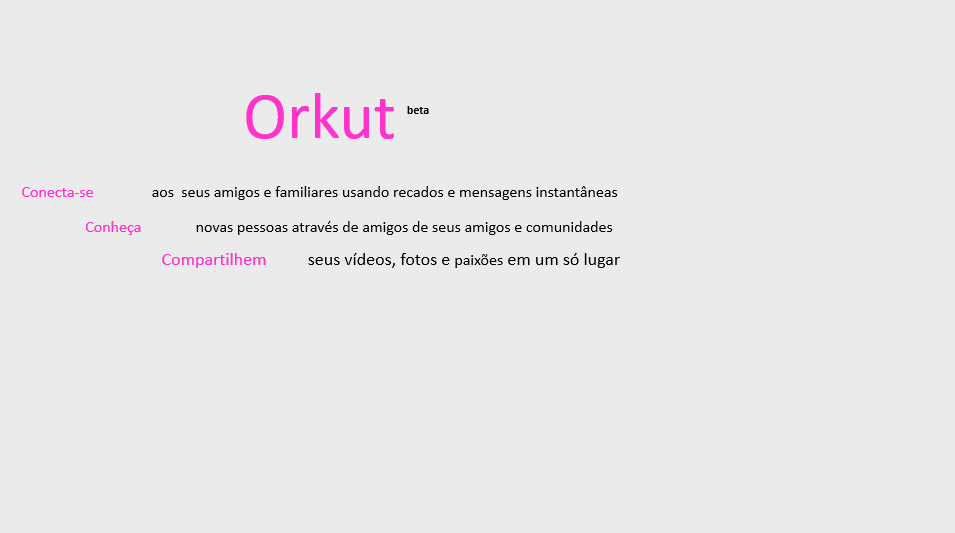 Orkut beta
Conecta-se aos seus amigos e familiares usando recados e mensagens instantâneas
Conheça novas pessoas através de amigos de seus amigos e comunidades
Compartilhem seus vídeos, fotos e paixões em um só lugar